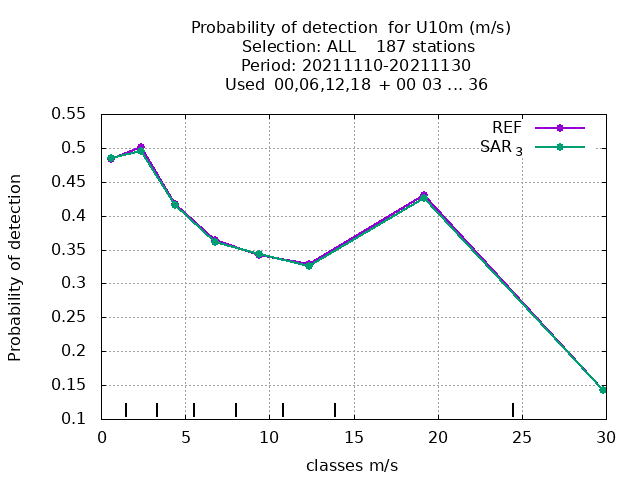 Probability of detection for U10m (m/s)
Selection: ALL 187 stations
Period: 20211110-20211130
Used 00,06,12,18 + 00 03 ... 36
REF
SAR 3
Probability of detection
0.55
0.5
0.45
0.4
0.35
0.3
0.25
0.2
0.15
0.1
0 5 10 15 20 25 30
classes m/s